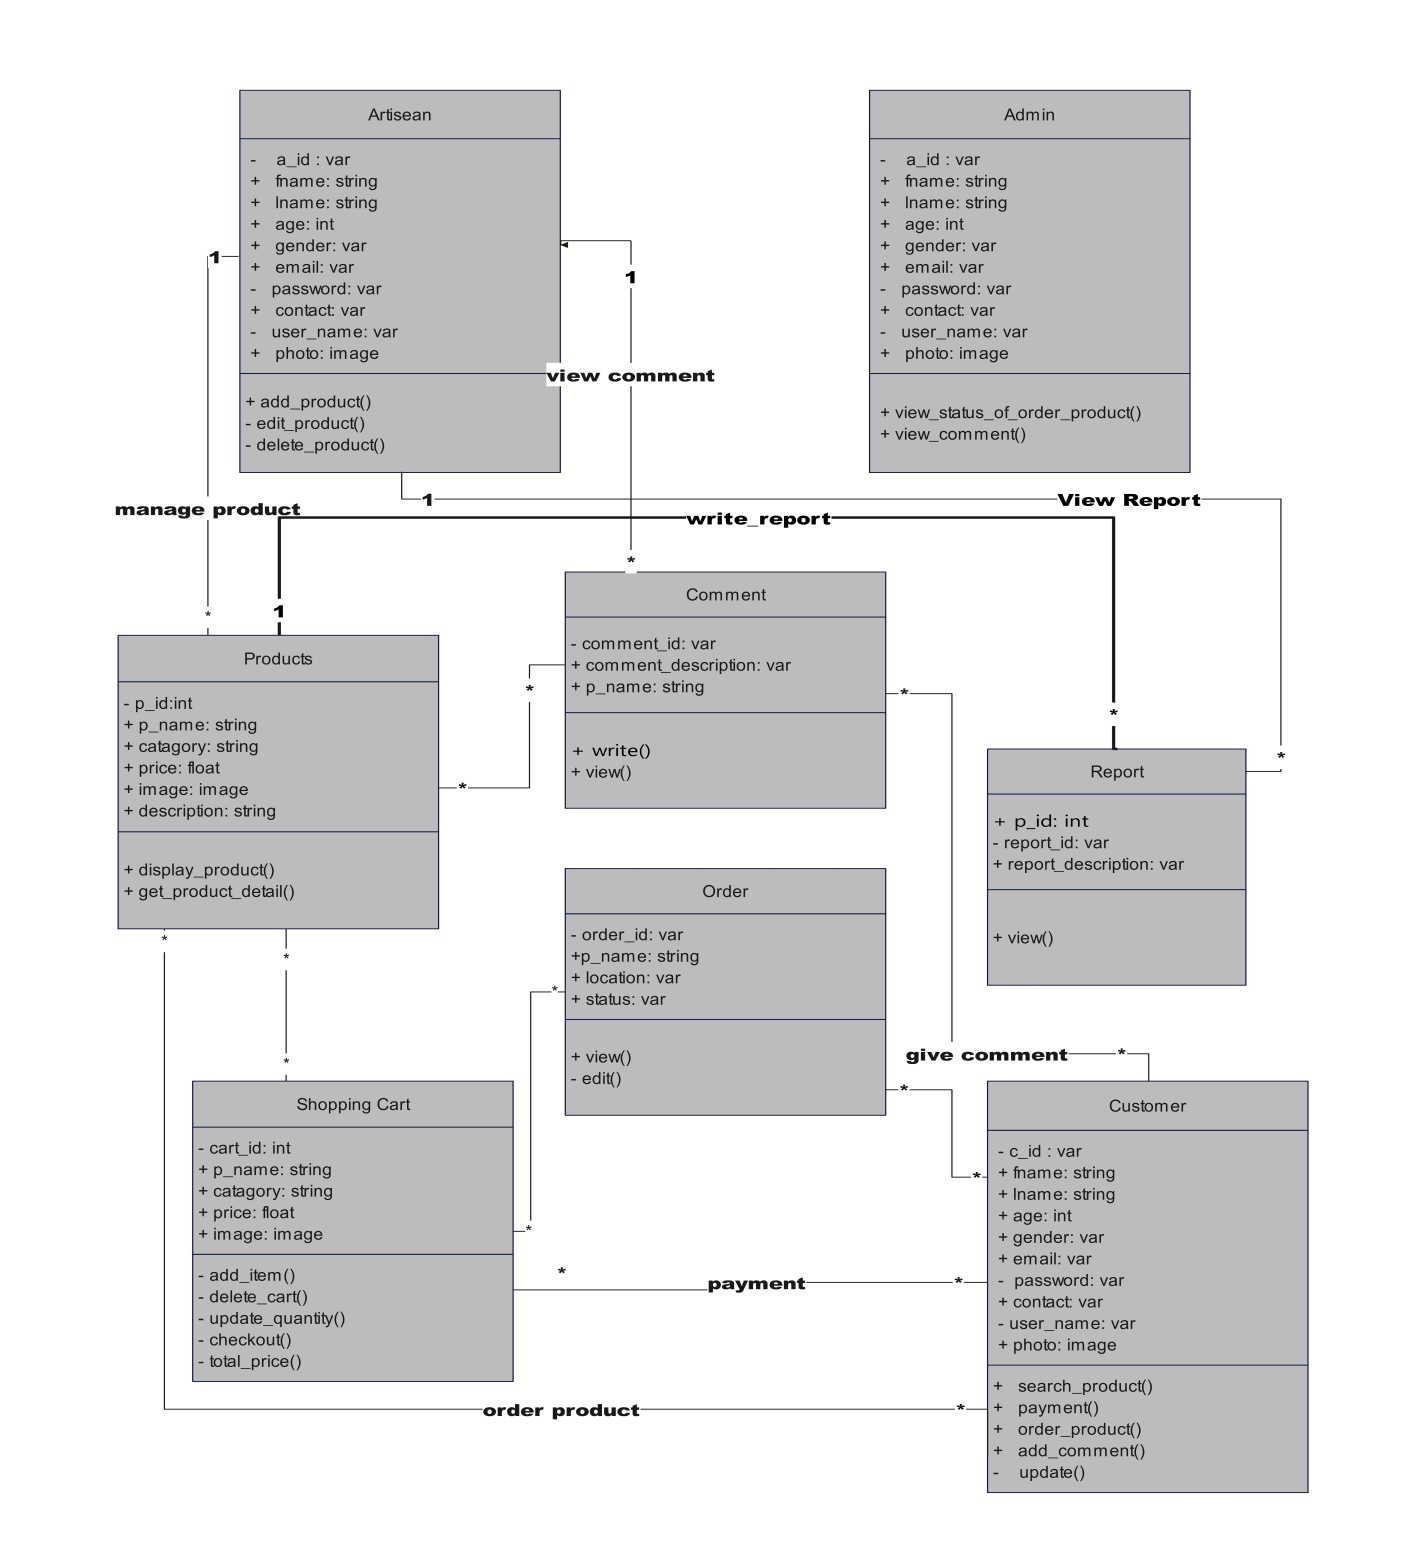 Artisean
- a_id : var
+ fname: string
+ lname: string
+ age: int
+ gender: var
+ email: var
- password: var
+ contact: var
- user_name: var
+ photo: image
+ add_product()
- edit_product()
- delete_product()
Admin
- a_id : var
+ fname: string
+ lname: string
+ age: int
+ gender: var
+ email: var
- password: var
+ contact: var
- user_name: var
+ photo: image
+ view_status_of_order_product()
+ view_comment()
1
1
view comment
1
View Report
manage product
write_report
*
*
1
*
*
Comment
- comment_id: var
+ comment_description: var
+ p_name: string
+ write()
+ view()
*
*
*
Products
- p_id:int
+ p_name: string
+ catagory: string
+ price: float
+ image: image
+ description: string
+ display_product()
+ get_product_detail()
Report
+ p_id: int
- report_id: var
+ report_description: var
+ view()
Order
- order_id: var
+p_name: string
+ location: var
+ status: var
+ view()
- edit()
*
*
*
*
give comment
*
*
*
*
Shopping Cart
- cart_id: int
+ p_name: string
+ catagory: string
+ price: float
+ image: image
- add_item()
- delete_cart()
- update_quantity()
- checkout()
- total_price()
*
payment
*
order product
*
Customer
- c_id : var
+ fname: string
+ lname: string
+ age: int
+ gender: var
+ email: var
- password: var
+ contact: var
- user_name: var
+ photo: image
+ search_product()
+ payment()
+ order_product()
+ add_comment()
- update()